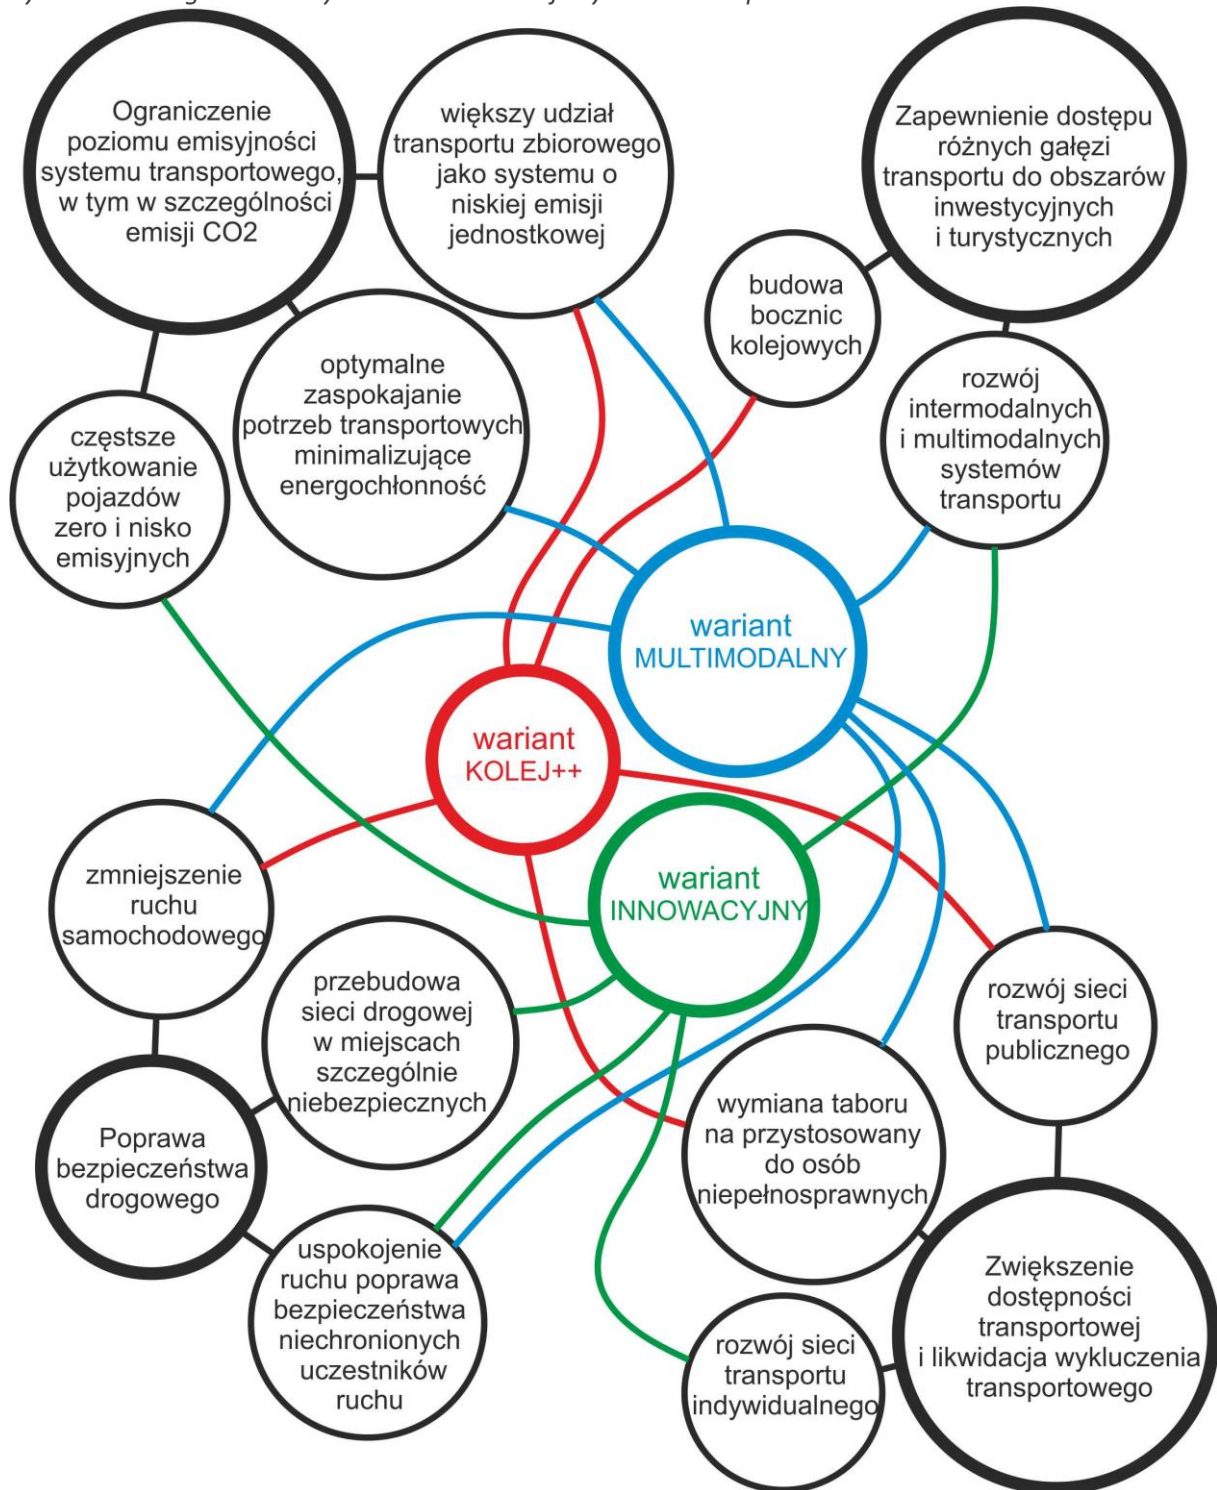 Ograniczenie
poziomu emisyjności
systemu transportowego,
w tym w szczególności
emisji CO2
większy udział
transportu zbiorowego
jako systemu o
niskiej emisji
jednostkowej
Zapewnienie dostępu
różnych gałęzi
transportu do obszarów
inwestycyjnych
i turystycznych
budowa
bocznic
kolejowych
optymalne
zaspokajanie
potrzeb transportowych
minimalizujące
energochłonność
rozwój
intermodalnych
i multimodalnych
systemów
transportu
częstsze
użytkowanie
pojazdów
zero i nisko
emisyjnych
wariant
MULTIMODALNY
wariant
KOLEJ++
wariant
INNOWACYJNY
zmniejszenie
ruchu
samochodowego
przebudowa
sieci drogowej
w miejscach
szczególnie
niebezpiecznych
rozwój sieci
transportu
publicznego
Poprawa
bezpieczeństwa
drogowego
wymiana taboru
na przystosowany
do osób
niepełnosprawnych
uspokojenie
ruchu poprawa
bezpieczeństwa
niechronionych
uczestników
ruchu
Zwiększenie
dostępności
transportowej
i likwidacja wykluczenia
transportowego
rozwój sieci
transportu
indywidualnego